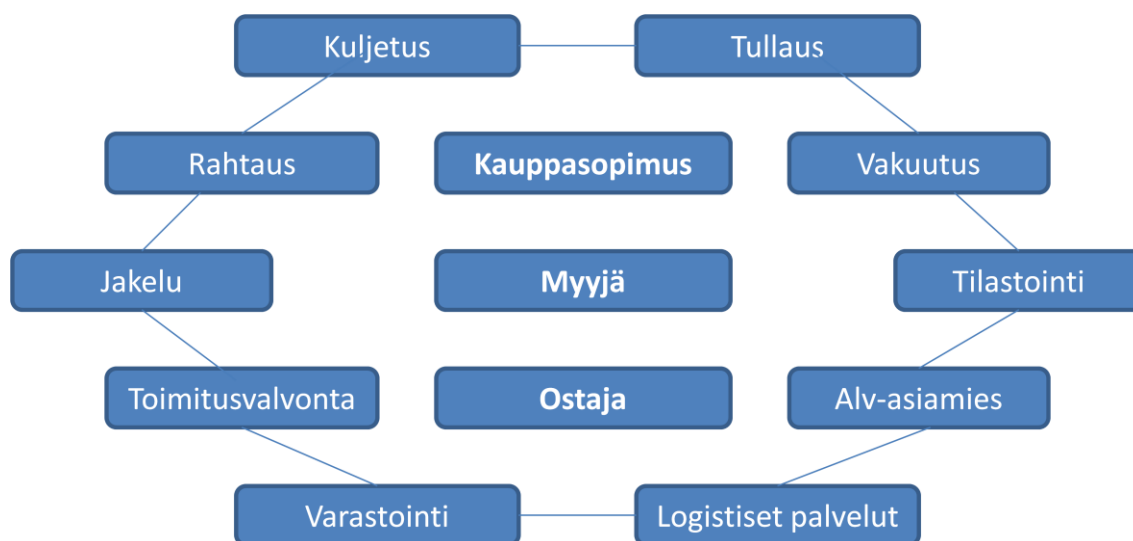 Kuljetus
Tullaus
Rahtaus
Kauppasopimus
Vakuutus
Jakelu
Myyjä
Tilastointi
Toimitusvalvonta
Ostaja
Alv-asiamies
Varastointi
Logistiset palvelut